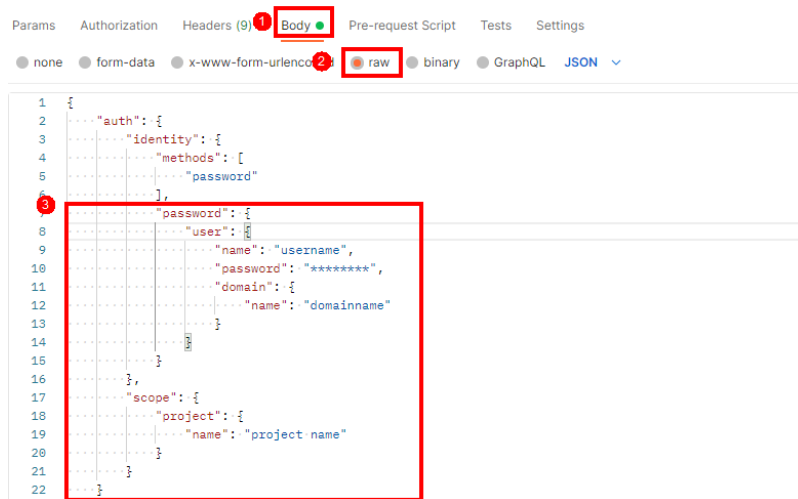 Params Authorization Headers (9) 1 Body Pre-request Script Tests Settings
none form-data x-www-form-urlenco 2 raw binary GraphQL JSON
1 {
2 "auth": {
3 "identity": {
4 "methods": [
5 "password"
6 ],
3
7 "password": {
8 "user": {
9 "name": "username",
10 "password": "********",
11 "domain": {
12 "name": "domainname"
13 }
14 }
15 }
16 },
17 "scope": {
18 "project": {
19 "name": "project name"
20 }
21 }
22 }